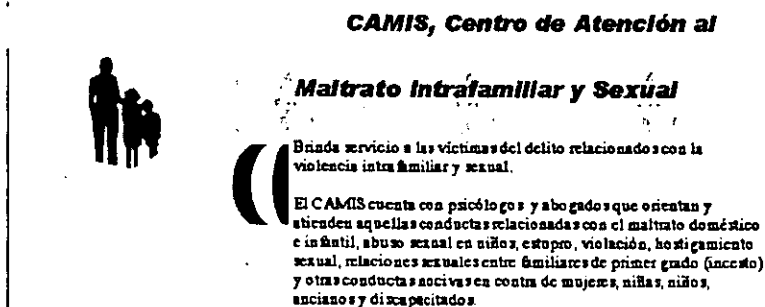 CAMIS, Centro de Atención al
Maltrato Intrafamiliar y Sexual
Brinda servicio a las víctimas del delito relacionados con la
violencia intrafamiliar y sexual.
El CAMIS cuenta con psicólogos y abogados que orientan y
atienden aquellas conductas relacionadas con el maltrato doméstico
e infantil, abuso sexual en niños, estupro, violación, hostigamiento
sexual, relaciones sexuales entre familiares de primer grado (incesto)
y otras conductas nocivas en contra de mujeres, niñas, niños,
ancianos y discapacitados.